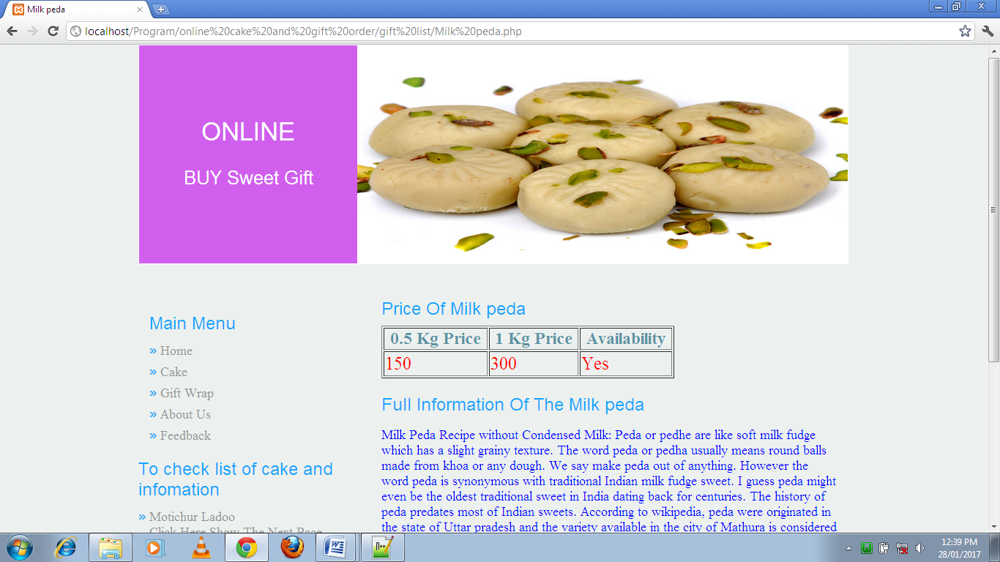 Milk peda
localhost/Program/online%20cake%20and%20gift%20order/gift%20list/Milk%20peda.php
ONLINE
BUY Sweet Gift
Main Menu
» Home
» Cake
» Gift Wrap
» About Us
» Feedback
To check list of cake and
infomation
» Motichur Ladoo
Click Here Show The Next Page
Price Of Milk peda
0.5 Kg Price 1 Kg Price Availability
150 300 Yes
Full Information Of The Milk peda
Milk Peda Recipe without Condensed Milk: Peda or pedhe are like soft milk fudge
which has a slight grainy texture. The word peda or pedha usually means round balls
made from khoa or any dough. We say make peda out of anything. However the
word peda is synonymous with traditional Indian milk fudge sweet. I guess peda might
even be the oldest traditional sweet in India dating back for centuries. The history of
peda predates most of Indian sweets. According to wikipedia, peda were originated in
the state of Uttar pradesh and the variety available in the city of Mathura is considered
12:39 PM
28/01/2017